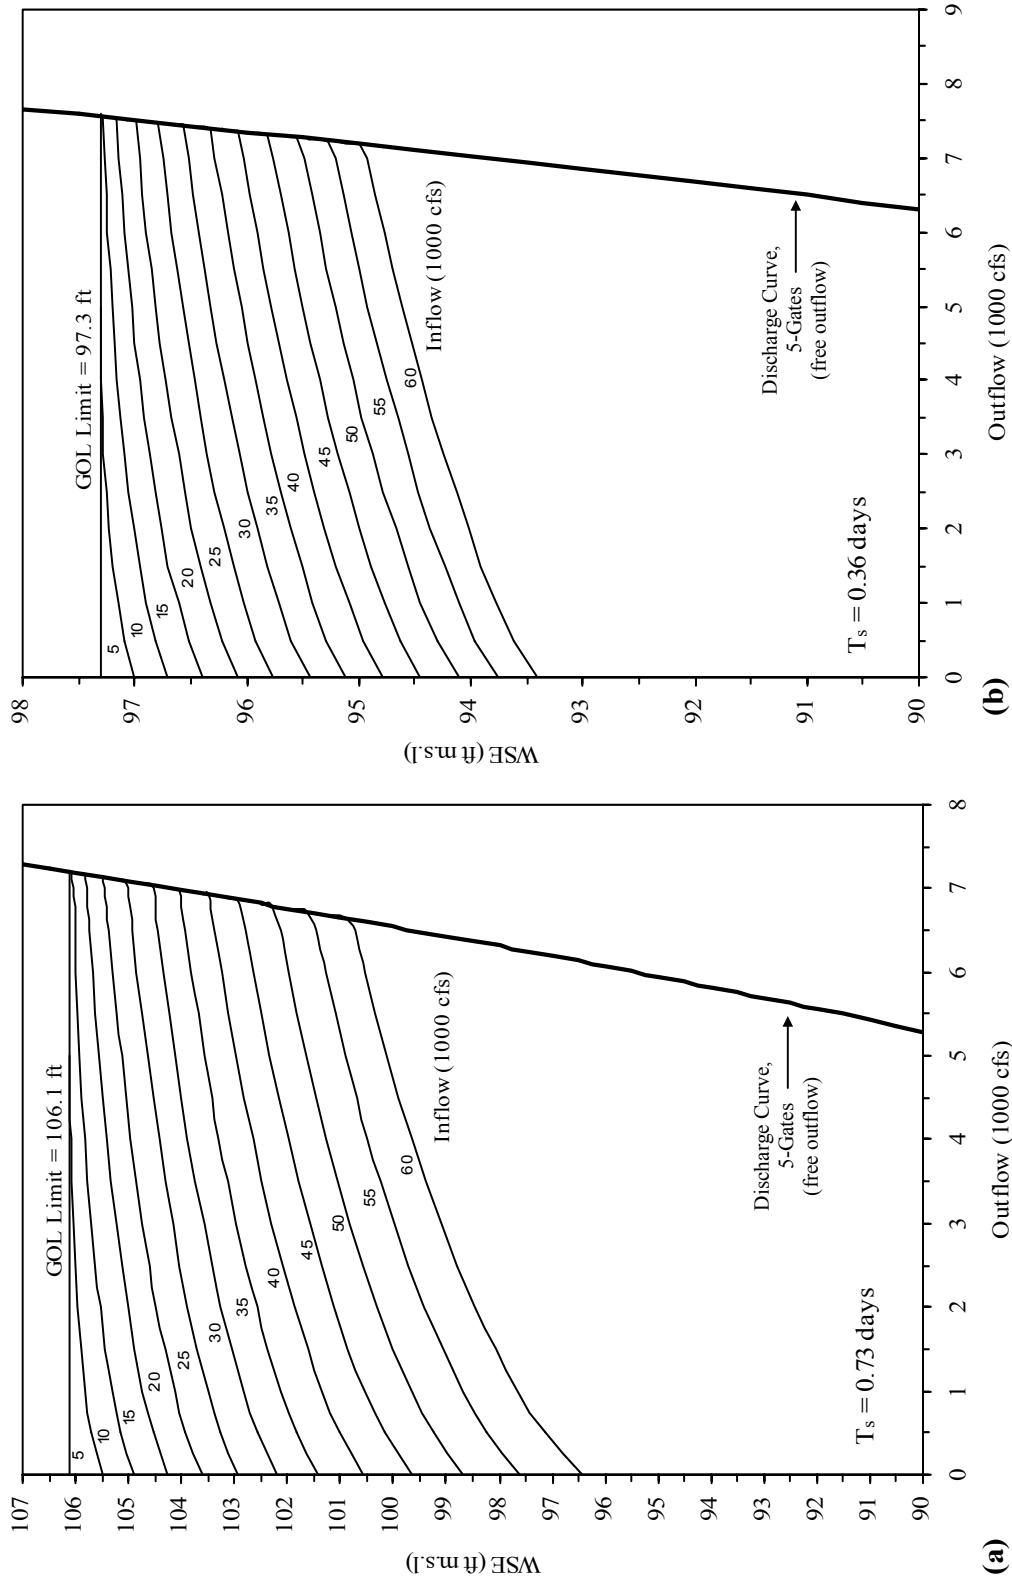 107
106
105
104
103
102
101
100
99
98
97
96
95
94
93
92
91
90
WSE (ft m.s.l)
GOL Limit = 106.1 ft
5
10
15
20
25
30
35
40
45
50
55
60
Inflow (1000 cfs)
Discharge Curve,
5-Gates
(free outflow)
Ts = 0.73 days
0 1 2 3 4 5 6 7 8
Outflow (1000 cfs)
(a)
98
97
96
95
94
93
92
91
90
WSE (ft m.s.l)
GOL Limit = 97.3 ft
5
10
15
20
25
30
35
40
45
50
55
60
Inflow (1000 cfs)
Discharge Curve,
5-Gates
(free outflow)
Ts = 0.36 days
0 1 2 3 4 5 6 7 8 9
Outflow (1000 cfs)
(b)